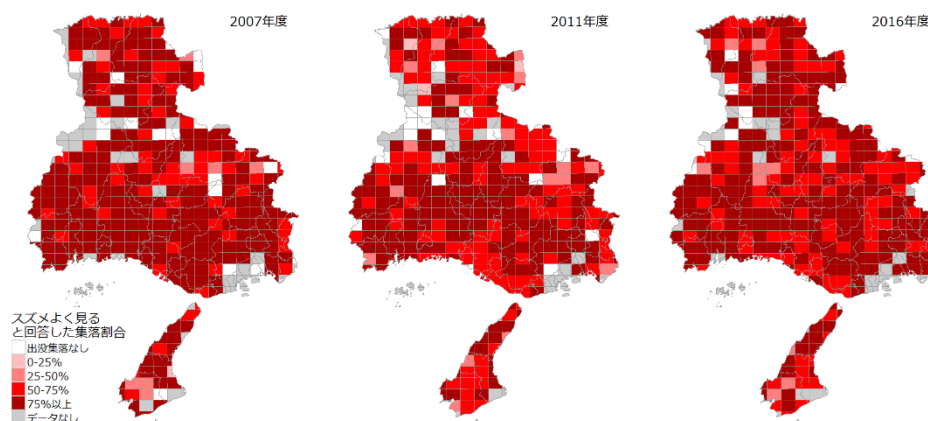 2007年度
2011年度
2016年度
スズメよく見る
と回答した集落割合
出没集落なし
0-25%
25-50%
50-75%
75%以上
データなし